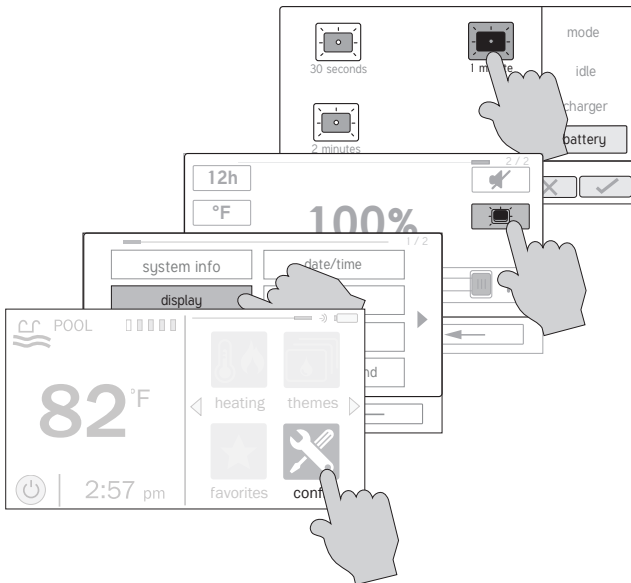 mode
30 seconds
idle
charger
2 minutes
battery
2 / 2
12h
°F
100%
1 / 2
system info
date/time
display
POOL
82°F
heating
themes
2:57 pm
favorites